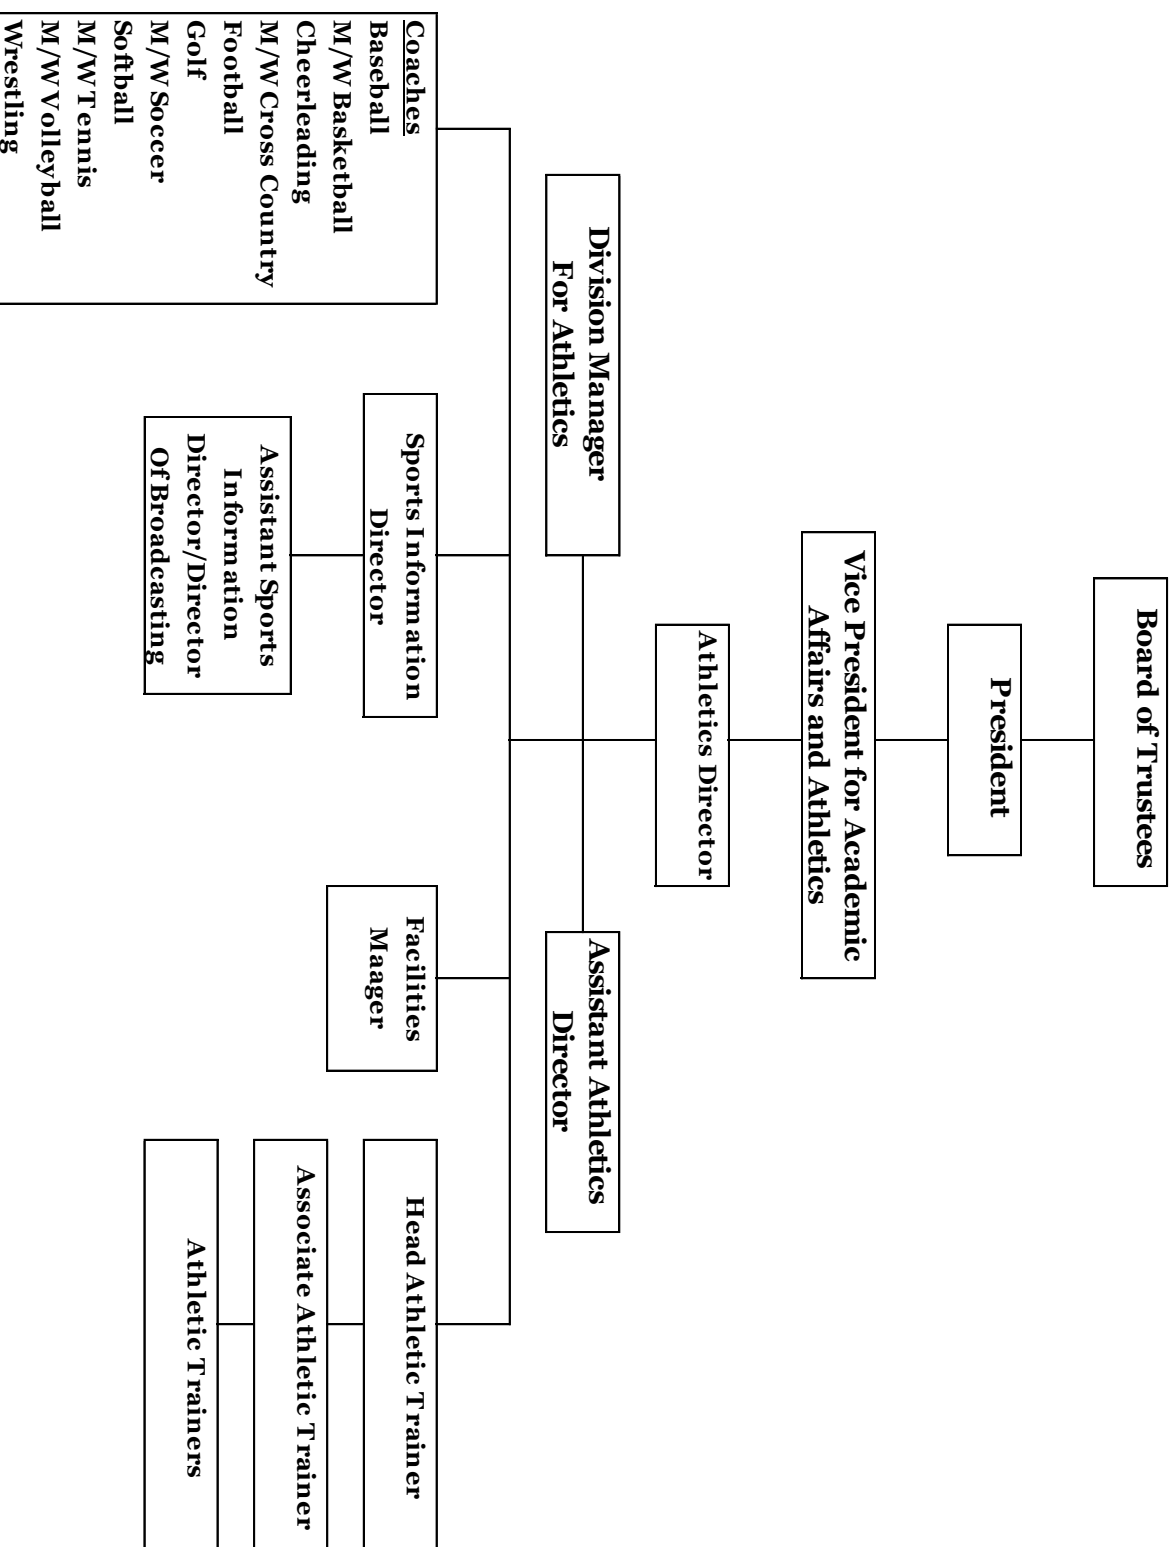 Board of Trustees
President
Vice President for Academic
Affairs and Athletics
Athletics Director
Division Manager
For Athletics
Assistant Athletics
Director
Coaches
Baseball
M/W Basketball
Cheerleading
M/W Cross Country
Football
Golf
M/W Soccer
Softball
M/W Tennis
M/W Volleyball
Wrestling
Sports Information
Director
Assistant Sports
Information
Director/Director
Of Broadcasting
Facilities
Maager
Head Athletic Trainer
Associate Athletic Trainer
Athletic Trainers